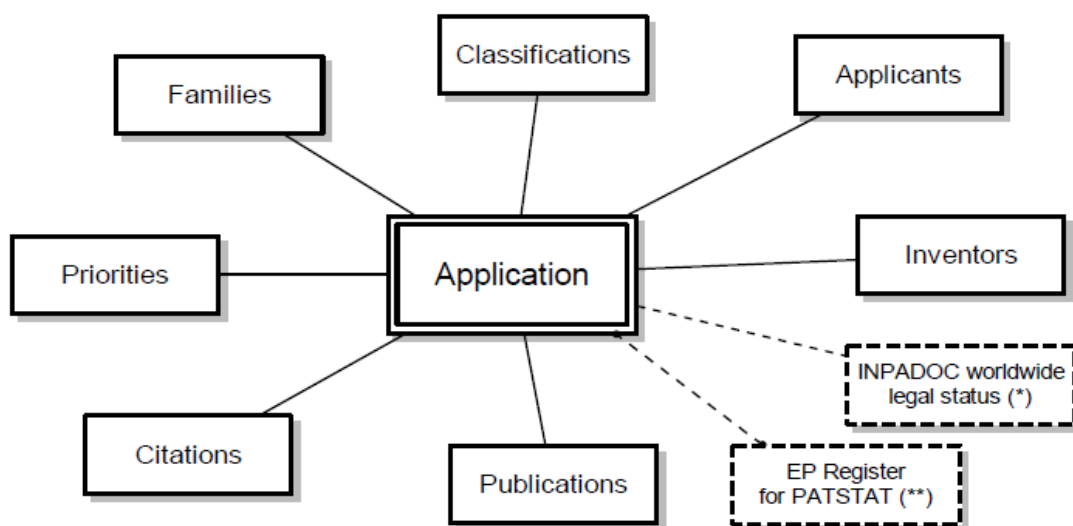 Classifications
Applicants
Families
Application
Inventors
Priorities
INPADOC worldwide
legal status (*)
Citations
Publications
EP Register
for PATSTAT (**)